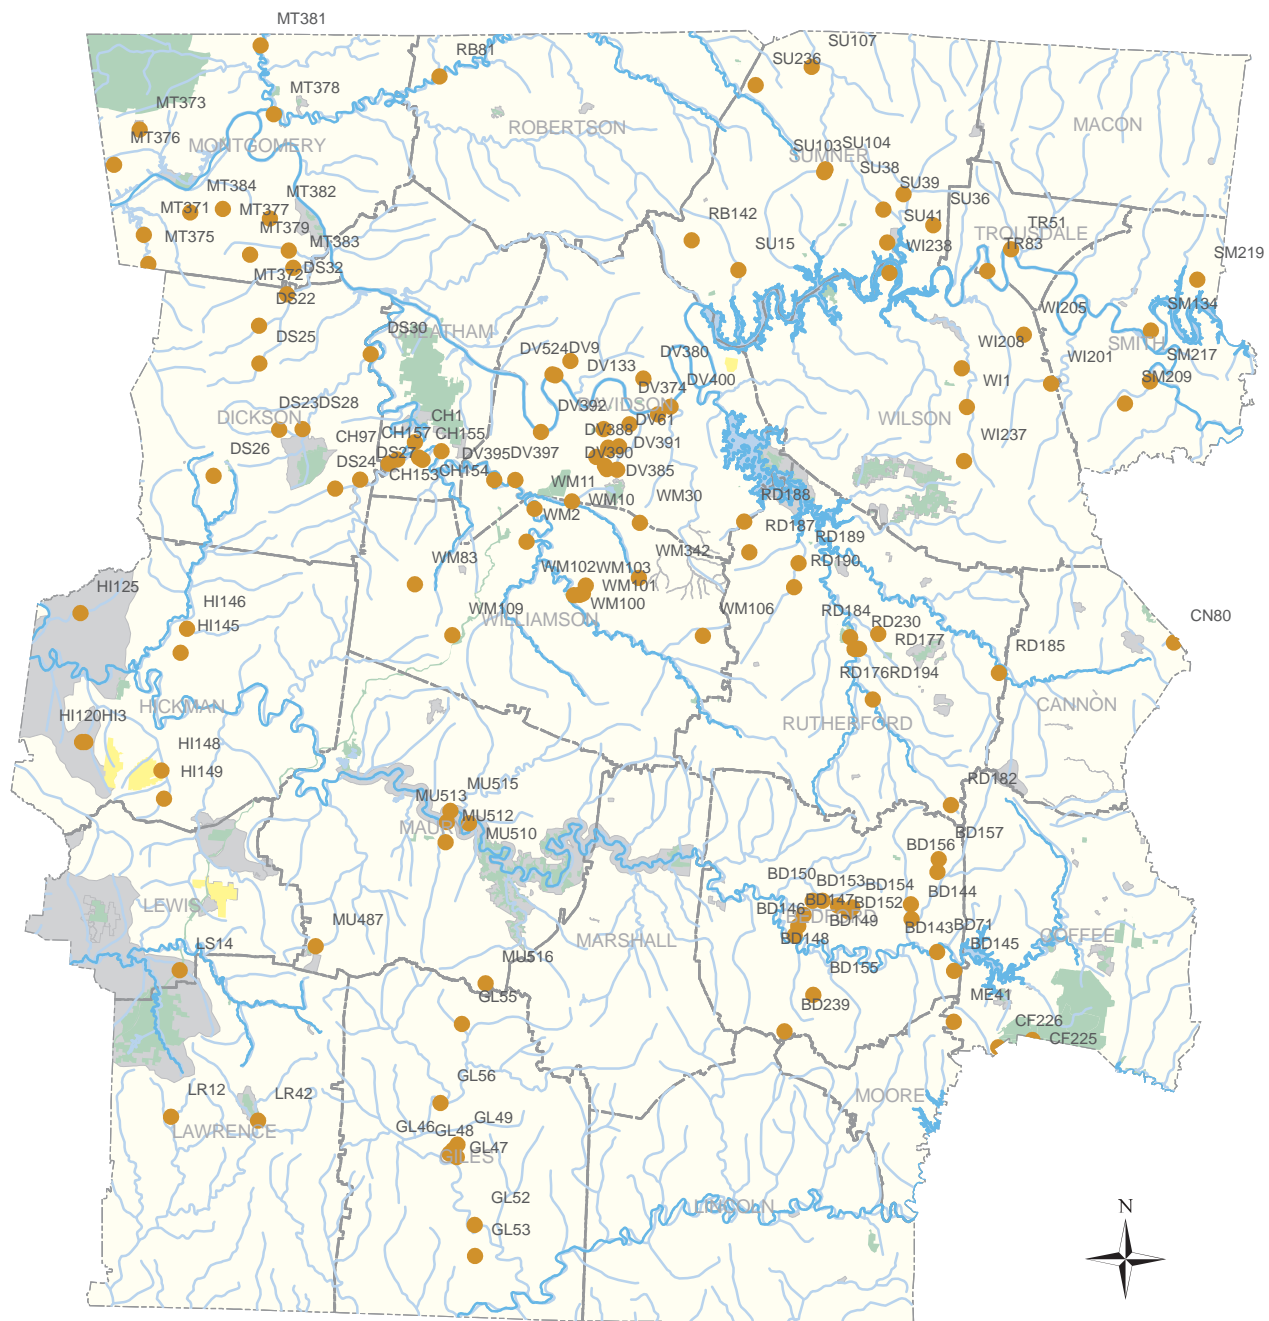 MT381
SU107
RB81
SU236
MT378
MT373
ROBERTSON
MACON
MT376
MONTGOMERY
SU103
SU104
SUMNER
SU38
MT384
MT382
SU39
MT371
MT377
SU36
RB142
SU41
TR51
MT379
TROUSDALE
MT375
MT383
SU15
WI238
TR83
SM219
MT372
DS32
DS22
SM134
WI205
DS25
DS30
CHEATHAM
WI208
SMITH
DV524
DV9
DV380
SM217
DV133
WI201
WI1
SM209
DV374
DV400
DS23
DS28
DV392
DAVIDSON
DICKSON
CH1
DV61
WILSON
DV388
CH97
CH157
CH155
WI237
DS26
DS27
DV395
DV397
DV390
DV391
DS24
CH153
CH154
DV385
WM11
WM10
WM30
RD188
WM2
RD187
RD189
WM83
WM342
RD190
HI125
WM102
WM103
HI146
WM101
WM109
WM100
WM106
RD184
CN80
HI145
WILLIAMSON
RD230
RD177
RD185
RD176
RD194
HICKMAN
CANNON
HI120
HI3
RUTHERFORD
HI148
HI149
RD182
MU515
MU513
MU512
MAURY
MU510
BD157
BD156
BD150
BD153
BD154
BD144
BD147
BD152
LEWIS
BD146
BEDFORD
BD149
MU487
BD143
BD71
MARSHALL
BD148
COFFEE
LS14
BD145
MU516
BD155
GL55
BD239
ME41
CF226
CF225
GL56
MOORE
LR12
LR42
GL49
GL46
GL48
LAWRENCE
GL47
GILES
GL52
LINCOLN
N
GL53